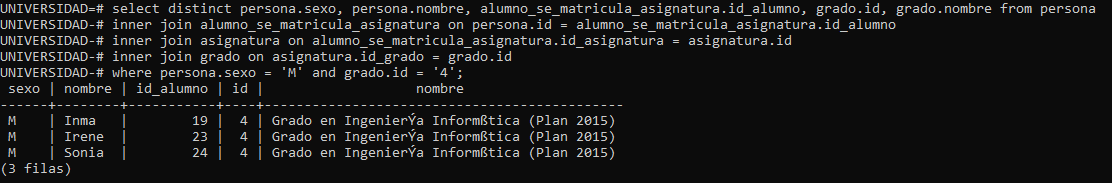 UNIVERSIDAD=# select distinct persona.sexo, persona.nombre, alumno_se_matricula_asignatura.id_alumno, grado.id, grado.nombre from persona
UNIVERSIDAD-# inner join alumno_se_matricula_asignatura on persona.id = alumno_se_matricula_asignatura.id_alumno
UNIVERSIDAD-# inner join asignatura on alumno_se_matricula_asignatura.id_asignatura = asignatura.id
UNIVERSIDAD-# inner join grado on asignatura.id_grado = grado.id
UNIVERSIDAD-# where persona.sexo = 'M' and grado.id = '4';
 sexo | nombre | id_alumno | id |                   nombre
------+--------+-----------+----+---------------------------------------------
 M    | Inma   |        19 |  4 | Grado en IngenierÝa Informßtica (Plan 2015)
 M    | Irene  |        23 |  4 | Grado en IngenierÝa Informßtica (Plan 2015)
 M    | Sonia  |        24 |  4 | Grado en IngenierÝa Informßtica (Plan 2015)
(3 filas)